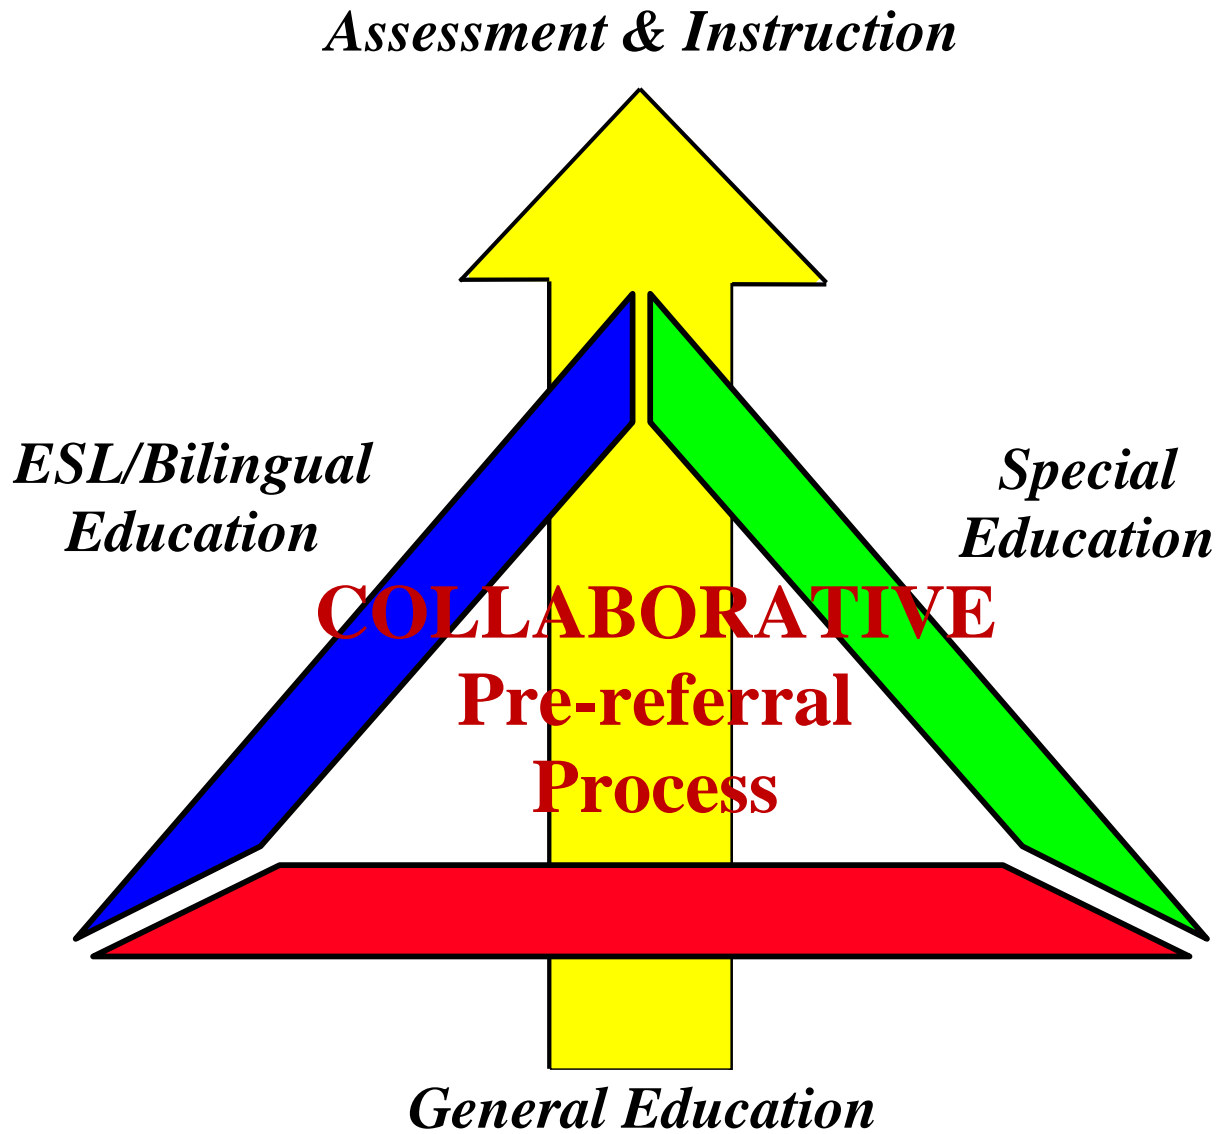 Assessment & Instruction
ESL/Bilingual
Education
Special
Education
COLLABORATIVE
Pre-referral
Process
General Education